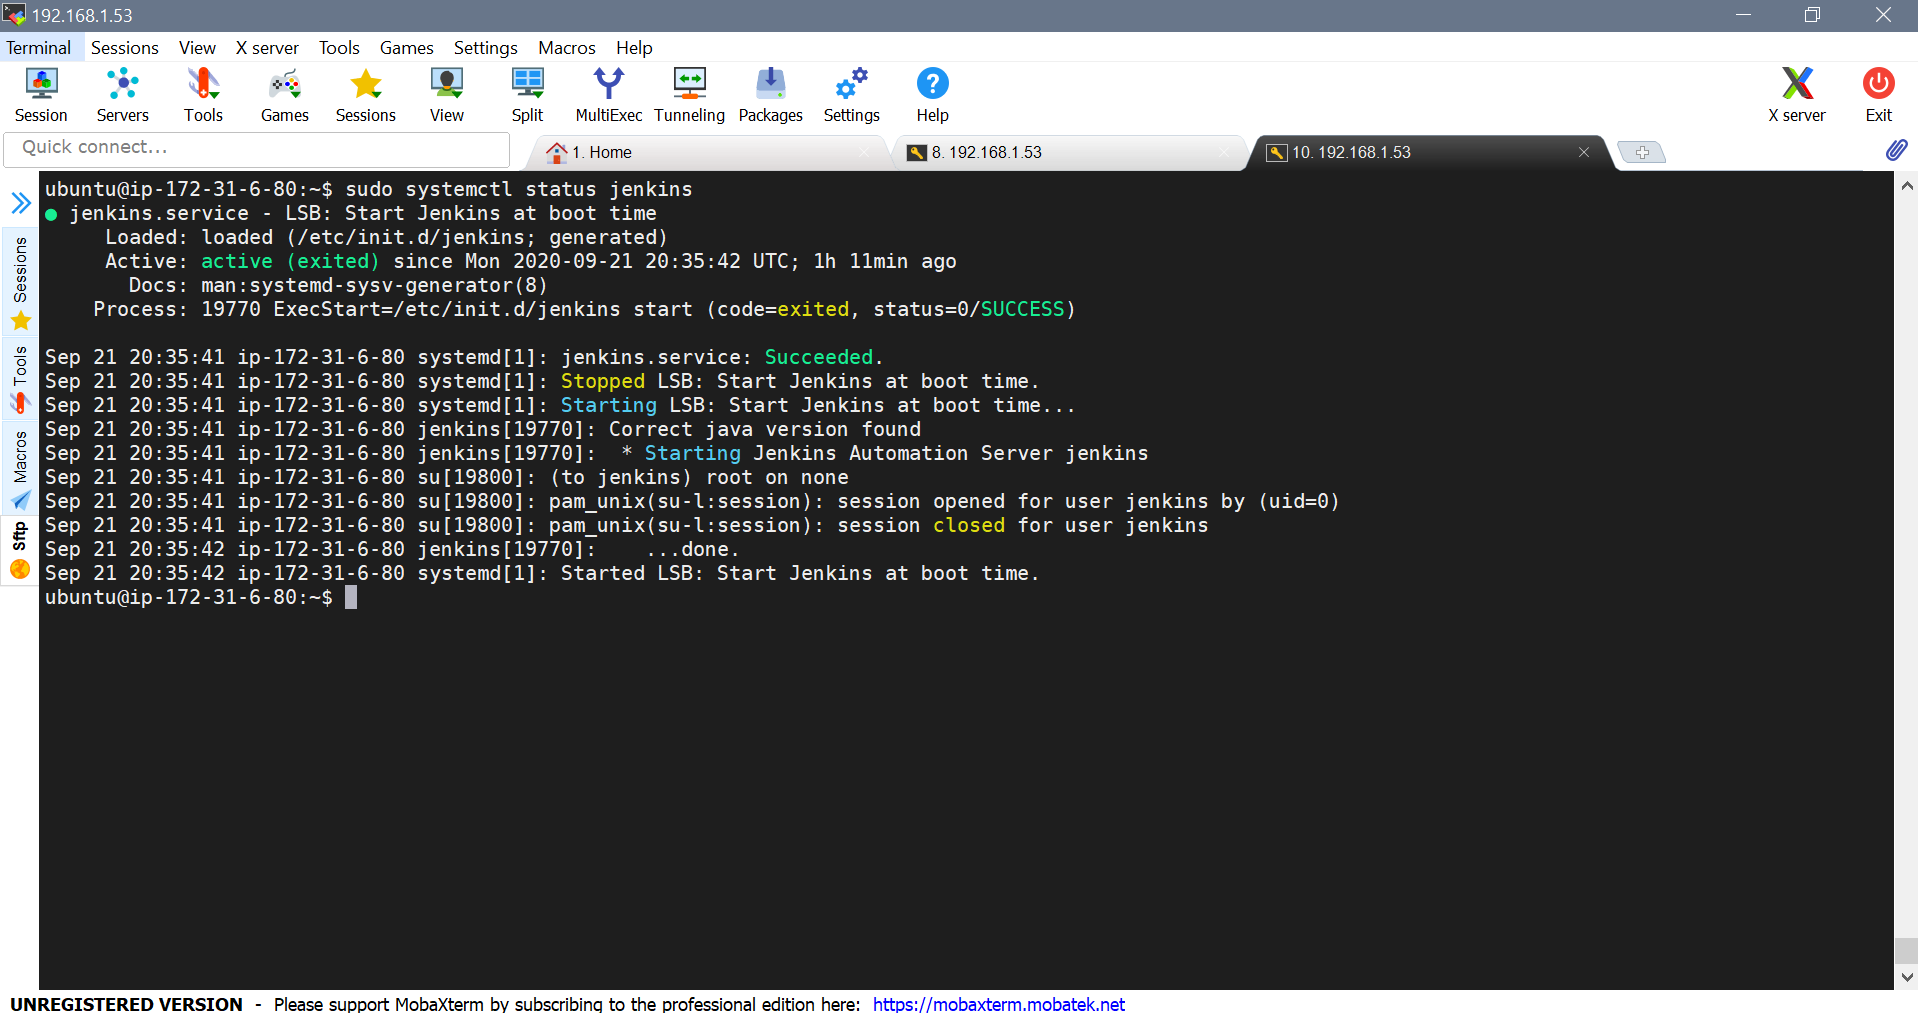 192.168.1.53
Terminal Sessions View X server Tools Games Settings Macros Help
Session Servers Tools Games Sessions View Split MultiExec Tunneling Packages Settings Help X server Exit
Quick connect...
1. Home
8. 192.168.1.53
10. 192.168.1.53
Sessions
Tools
Macros
Sftp
ubuntu@ip-172-31-6-80:~$ sudo systemctl status jenkins
● jenkins.service - LSB: Start Jenkins at boot time
Loaded: loaded (/etc/init.d/jenkins; generated)
Active: active (exited) since Mon 2020-09-21 20:35:42 UTC; 1h 11min ago
Docs: man:systemd-sysv-generator(8)
Process: 19770 ExecStart=/etc/init.d/jenkins start (code=exited, status=0/SUCCESS)
Sep 21 20:35:41 ip-172-31-6-80 systemd[1]: jenkins.service: Succeeded.
Sep 21 20:35:41 ip-172-31-6-80 systemd[1]: Stopped LSB: Start Jenkins at boot time.
Sep 21 20:35:41 ip-172-31-6-80 systemd[1]: Starting LSB: Start Jenkins at boot time...
Sep 21 20:35:41 ip-172-31-6-80 jenkins[19770]: Correct java version found
Sep 21 20:35:41 ip-172-31-6-80 jenkins[19770]:  * Starting Jenkins Automation Server jenkins
Sep 21 20:35:41 ip-172-31-6-80 su[19800]: (to jenkins) root on none
Sep 21 20:35:41 ip-172-31-6-80 su[19800]: pam_unix(su-l:session): session opened for user jenkins by (uid=0)
Sep 21 20:35:41 ip-172-31-6-80 su[19800]: pam_unix(su-l:session): session closed for user jenkins
Sep 21 20:35:42 ip-172-31-6-80 jenkins[19770]:    ...done.
Sep 21 20:35:42 ip-172-31-6-80 systemd[1]: Started LSB: Start Jenkins at boot time.
ubuntu@ip-172-31-6-80:~$
UNREGISTERED VERSION - Please support MobaXterm by subscribing to the professional edition here: https://mobaxterm.mobatek.net